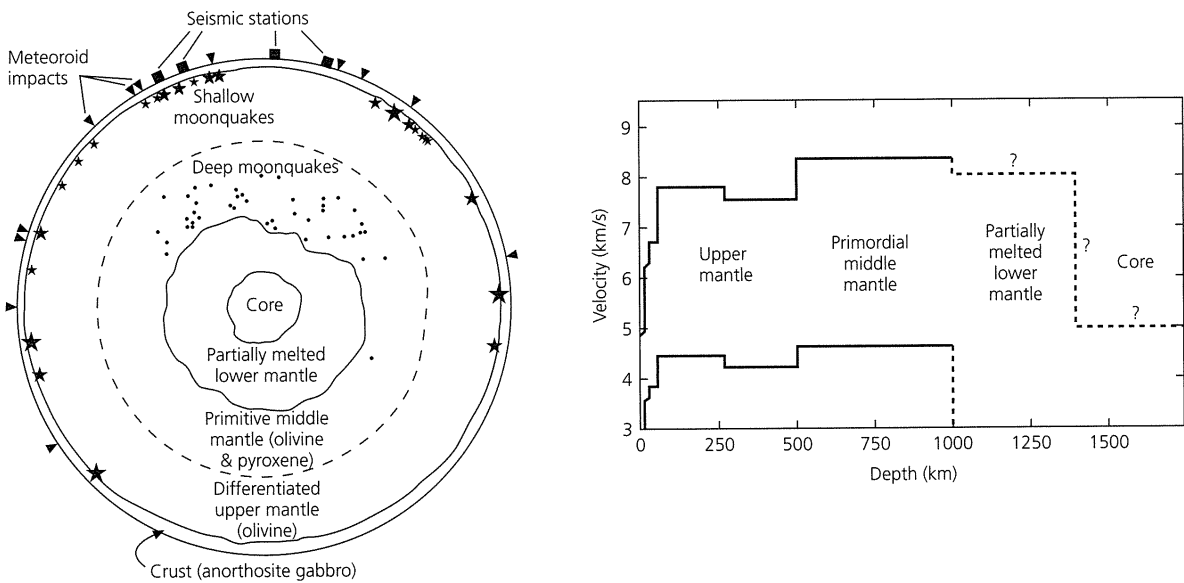 Seismic stations
Meteoroid
impacts
Shallow
moonquakes
Deep moonquakes
Core
Partially melted
lower mantle
Primitive middle
mantle (olivine
& pyroxene)
Differentiated
upper mantle
(olivine)
Crust (anorthosite gabbro)
Velocity (km/s)
9
8
7
6
5
4
3
?
?
?
Upper
mantle
Primordial
middle
mantle
Partially
melted
lower
mantle
Core
0
250
500
750
1000
1250
1500
Depth (km)